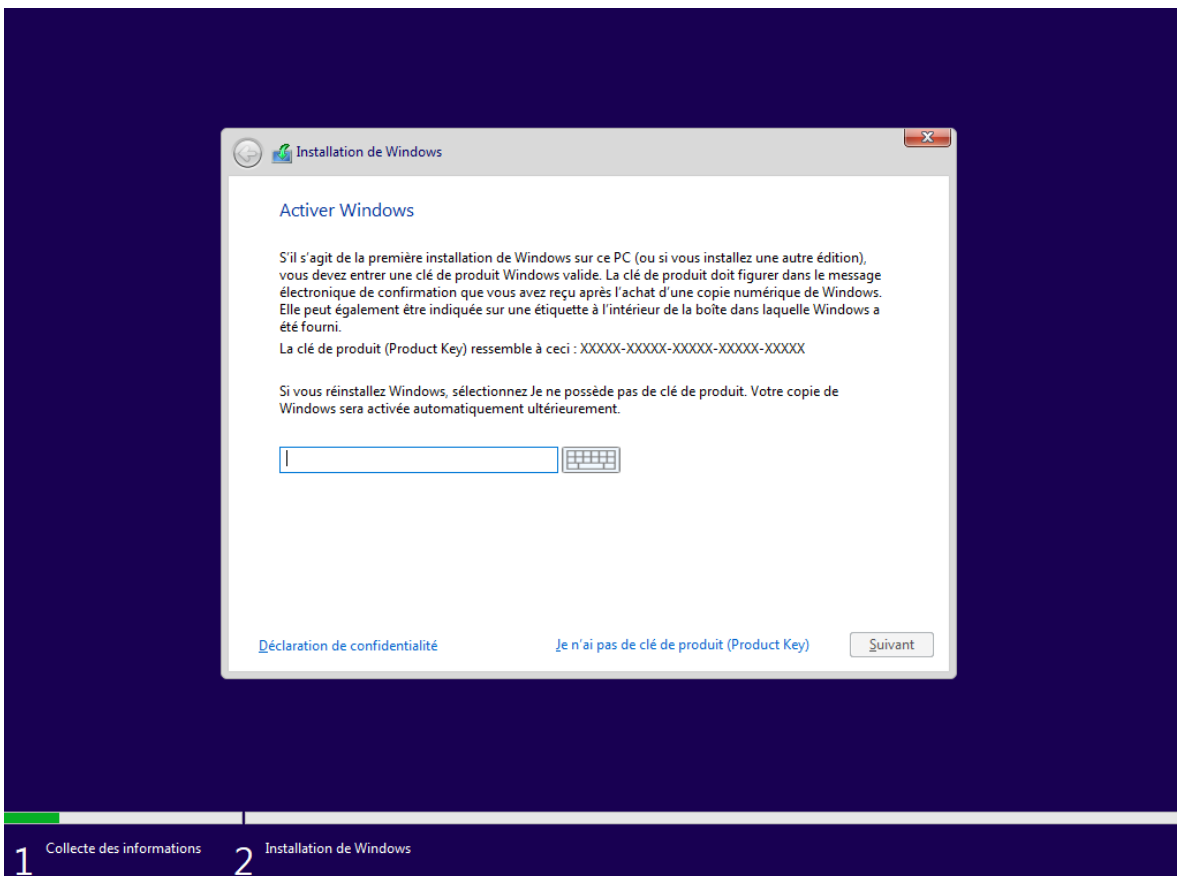 Installation de Windows
Activer Windows
S'il s'agit de la première installation de Windows sur ce PC (ou si vous installez une autre édition),
vous devez entrer une clé de produit Windows valide. La clé de produit doit figurer dans le message
électronique de confirmation que vous avez reçu après l'achat d'une copie numérique de Windows.
Elle peut également être indiquée sur une étiquette à l'intérieur de la boîte dans laquelle Windows a
été fourni.
La clé de produit (Product Key) ressemble à ceci : XXXXX-XXXXX-XXXXX-XXXXX-XXXXX
Si vous réinstallez Windows, sélectionnez Je ne possède pas de clé de produit. Votre copie de
Windows sera activée automatiquement ultérieurement.
Déclaration de confidentialité
Je n'ai pas de clé de produit (Product Key)
Suivant
1 Collecte des informations
2 Installation de Windows